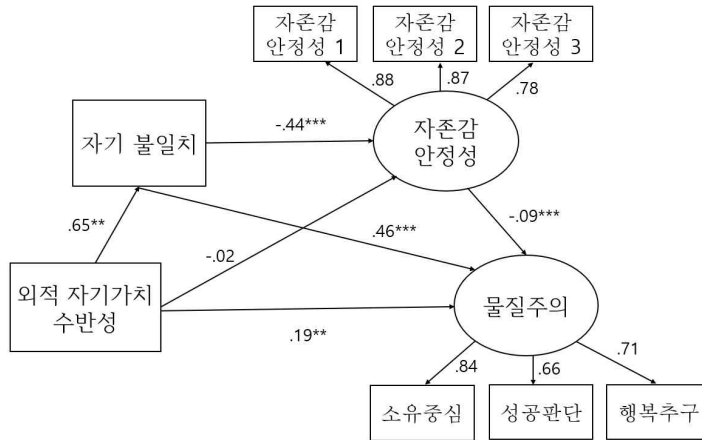 자존감
안정성 1
자존감
안정성 2
자존감
안정성 3
.88
.87
.78
자기 불일치
-.44***
자존감
안정성
.65**
-.02
.46***
-.09***
외적 자기가치
수반성
.19**
물질주의
.84
.66
.71
소유중심
성공판단
행복추구